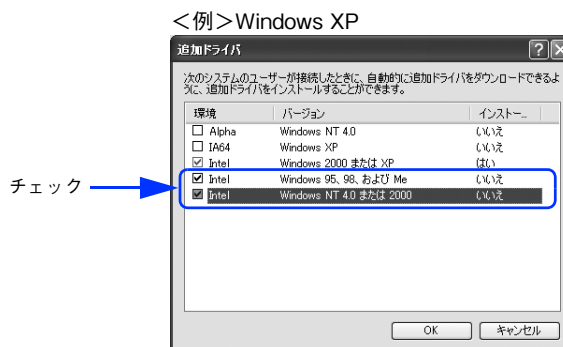 ＜例＞Windows XP
追加ドライバ
次のシステムのユーザーが接続したときに、自動的に追加ドライバをダウンロードできるよ
うに、追加ドライバをインストールすることができます。
環境 バージョン インストー...
Alpha Windows NT 4.0 いいえ
IA64 Windows XP いいえ
Intel Windows 2000 または XP はい
Intel Windows 95、98、および Me いいえ
Intel Windows NT 4.0 または 2000 いいえ
チェック
OK キャンセル